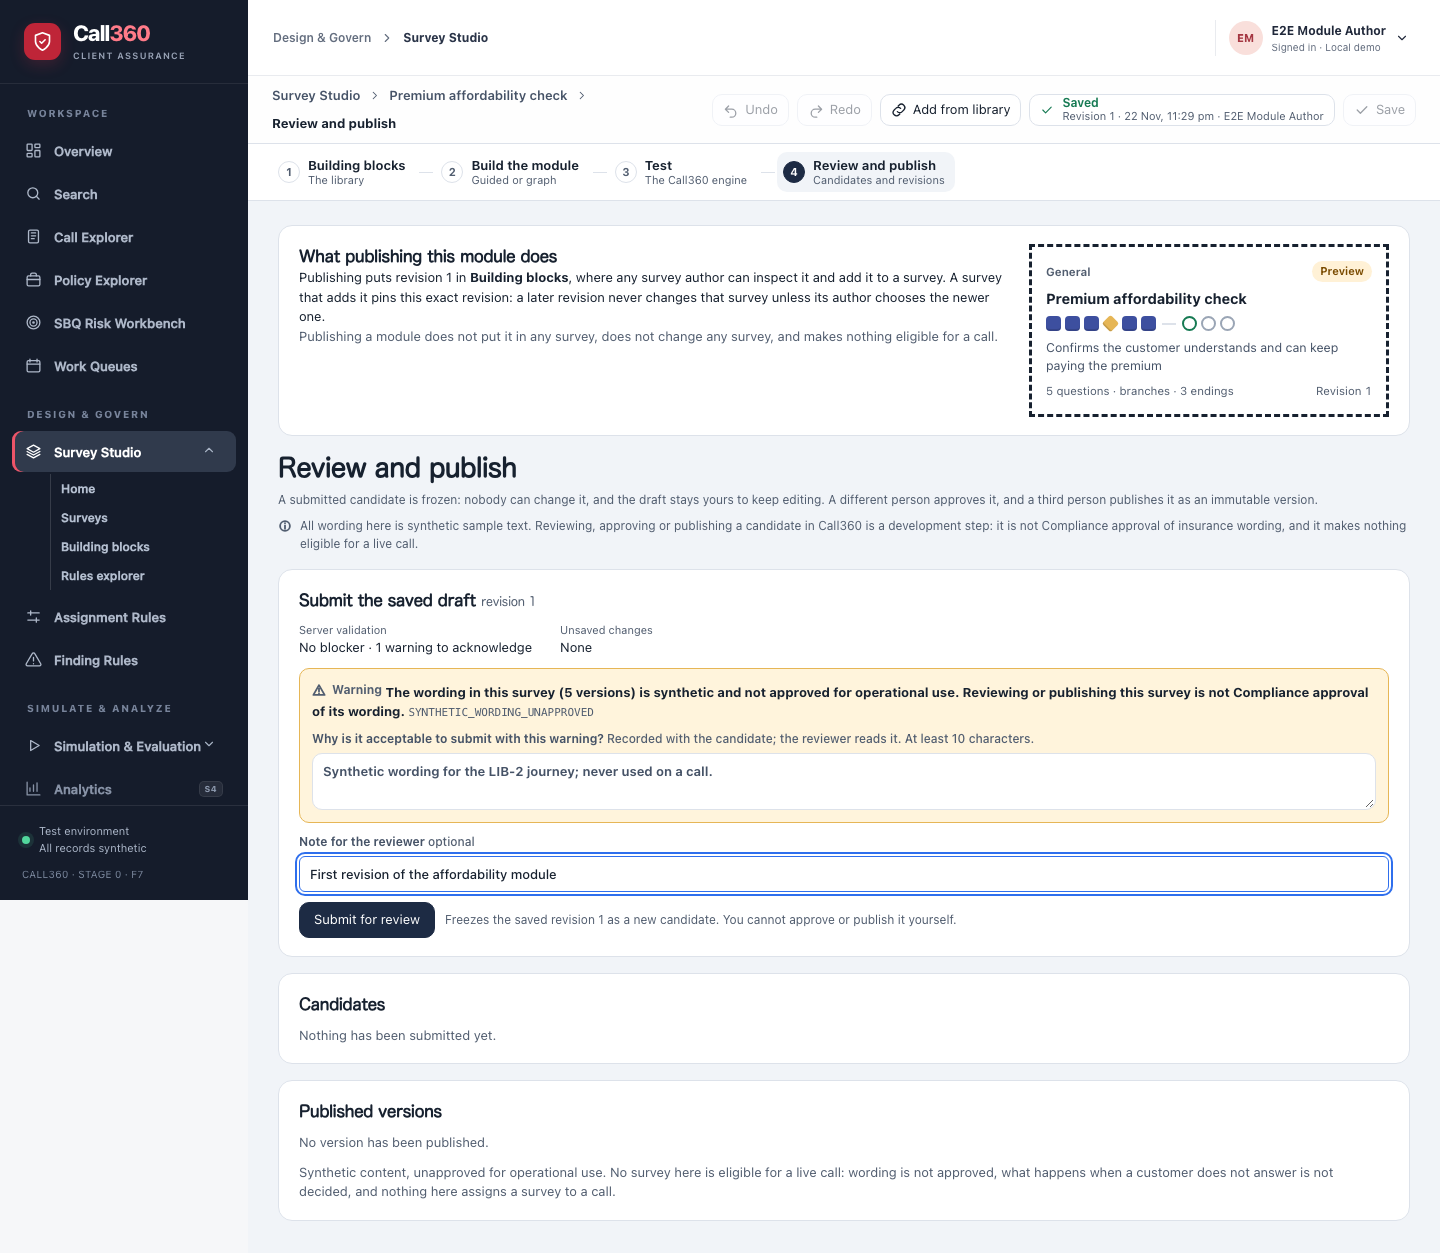 Call360
CLIENT ASSURANCE
WORKSPACE
Overview
Search
Call Explorer
Policy Explorer
SBQ Risk Workbench
Work Queues
DESIGN & GOVERN
Survey Studio
Home
Surveys
Building blocks
Rules explorer
Assignment Rules
Finding Rules
SIMULATE & ANALYZE
Simulation & Evaluation
Analytics S4
Test environment
All records synthetic
CALL360 · STAGE 0 · F7
Design & Govern > Survey Studio
EM
E2E Module Author
Signed in · Local demo
Survey Studio > Premium affordability check >
Review and publish
Undo
Redo
Add from library
Saved
Revision 1 · 22 Nov, 11:29 pm · E2E Module Author
Save
1 Building blocks
The library
2 Build the module
Guided or graph
3 Test
The Call360 engine
4 Review and publish
Candidates and revisions
What publishing this module does
Publishing puts revision 1 in Building blocks, where any survey author can inspect it and add it to a survey. A survey
that adds it pins this exact revision: a later revision never changes that survey unless its author chooses the newer
one.
Publishing a module does not put it in any survey, does not change any survey, and makes nothing eligible for a call.
General
Preview
Premium affordability check
Confirms the customer understands and can keep
paying the premium
5 questions · branches · 3 endings
Revision 1
Review and publish
A submitted candidate is frozen: nobody can change it, and the draft stays yours to keep editing. A different person approves it, and a third person publishes it as an immutable version.
All wording here is synthetic sample text. Reviewing, approving or publishing a candidate in Call360 is a development step: it is not Compliance approval of insurance wording, and it makes nothing
eligible for a live call.
Submit the saved draft revision 1
Server validation
No blocker · 1 warning to acknowledge
Unsaved changes
None
Warning The wording in this survey (5 versions) is synthetic and not approved for operational use. Reviewing or publishing this survey is not Compliance approval
of its wording. SYNTHETIC_WORDING_UNAPPROVED
Why is it acceptable to submit with this warning? Recorded with the candidate; the reviewer reads it. At least 10 characters.
Synthetic wording for the LIB-2 journey; never used on a call.
Note for the reviewer optional
First revision of the affordability module
Submit for review
Freezes the saved revision 1 as a new candidate. You cannot approve or publish it yourself.
Candidates
Nothing has been submitted yet.
Published versions
No version has been published.
Synthetic content, unapproved for operational use. No survey here is eligible for a live call: wording is not approved, what happens when a customer does not answer is not
decided, and nothing here assigns a survey to a call.